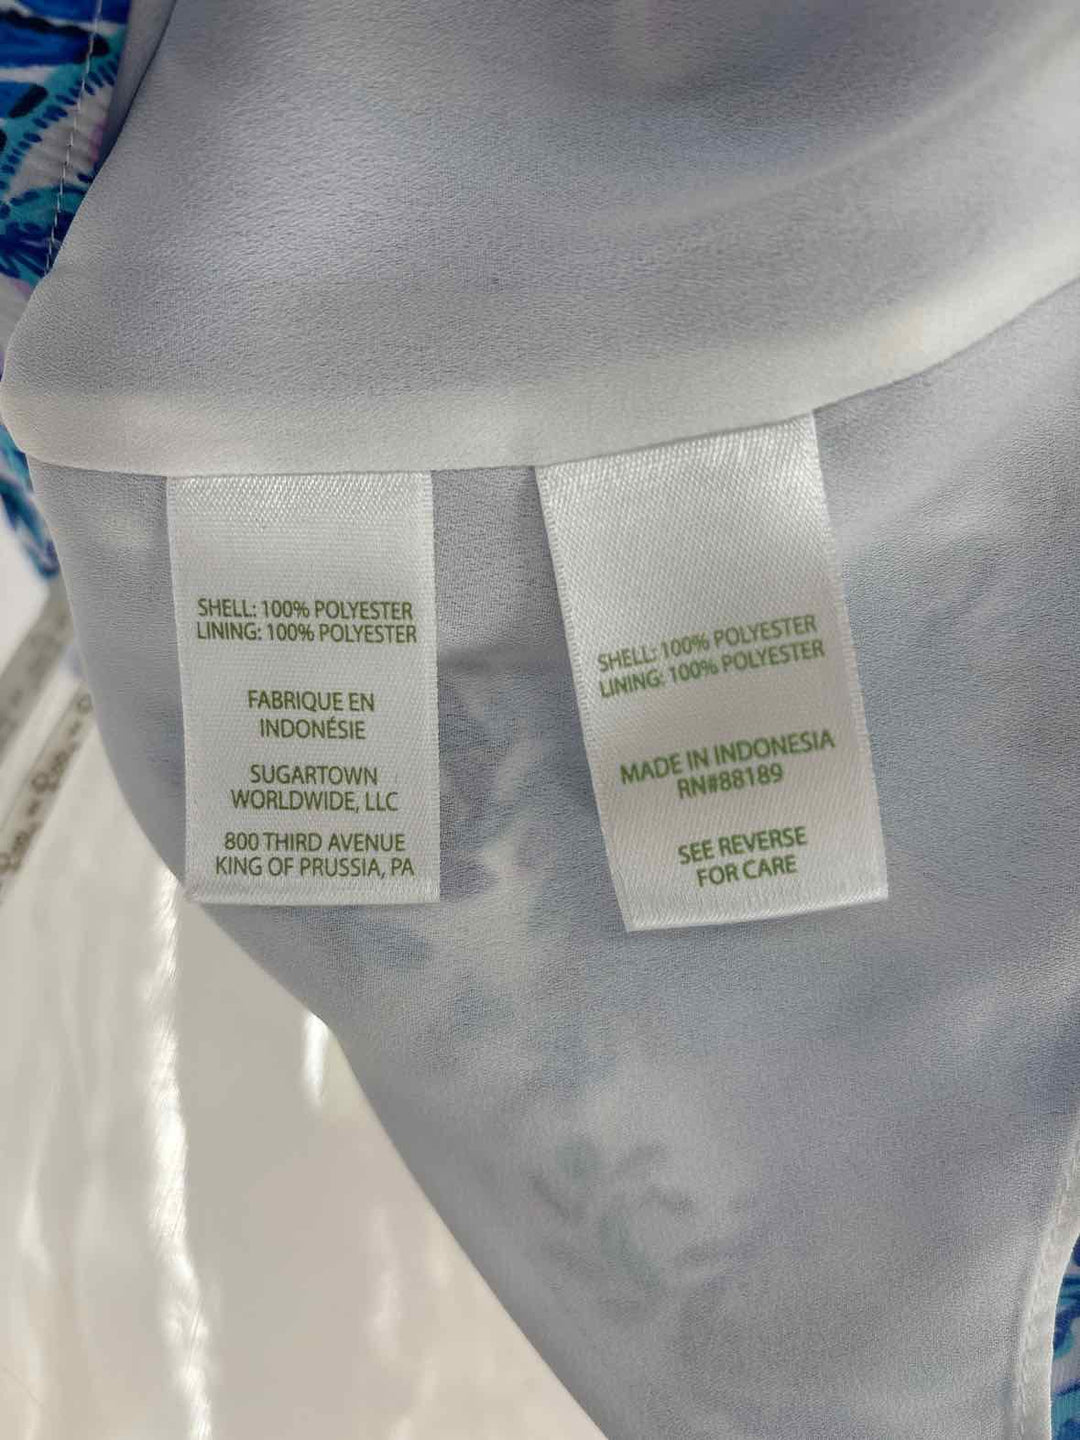 SHELL: 100% POLYESTER
LINING: 100% POLYESTER
FABRIQUE EN
INDONÉSIE
SUGARTOWN
WORLDWIDE, LLC
800 THIRD AVENUE
KING OF PRUSSIA, PA
SHELL: 100% POLYESTER
LINING: 100% POLYESTER
MADE IN INDONESIA
RN#88189
SEE REVERSE
FOR CARE